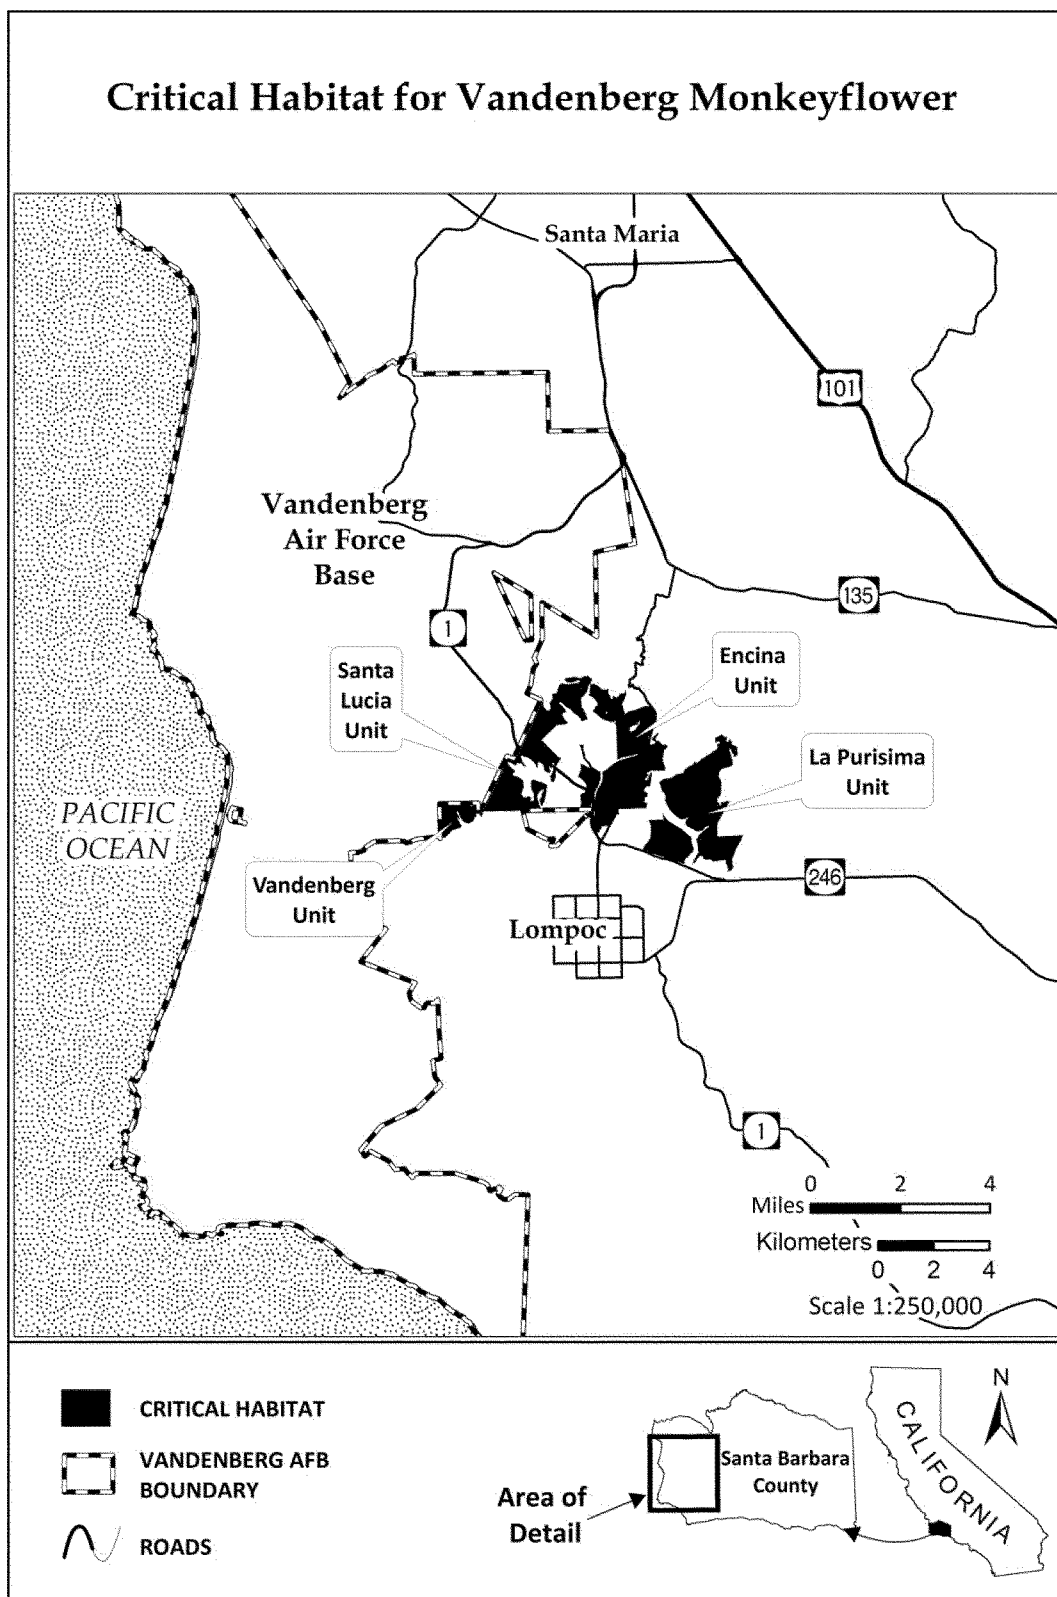 Critical Habitat for Vandenberg Monkeyflower
Santa Maria
101
Vandenberg
Air Force
Base
135
1
Santa
Lucia
Unit
Encina
Unit
La Purisima
Unit
PACIFIC
OCEAN
Vandenberg
Unit
246
Lompoc
1
0 2 4
Miles
Kilometers
0 2 4
Scale 1:250,000
CRITICAL HABITAT
VANDENBERG AFB
BOUNDARY
ROADS
Area of
Detail
Santa Barbara
County
CALIFORNIA
N